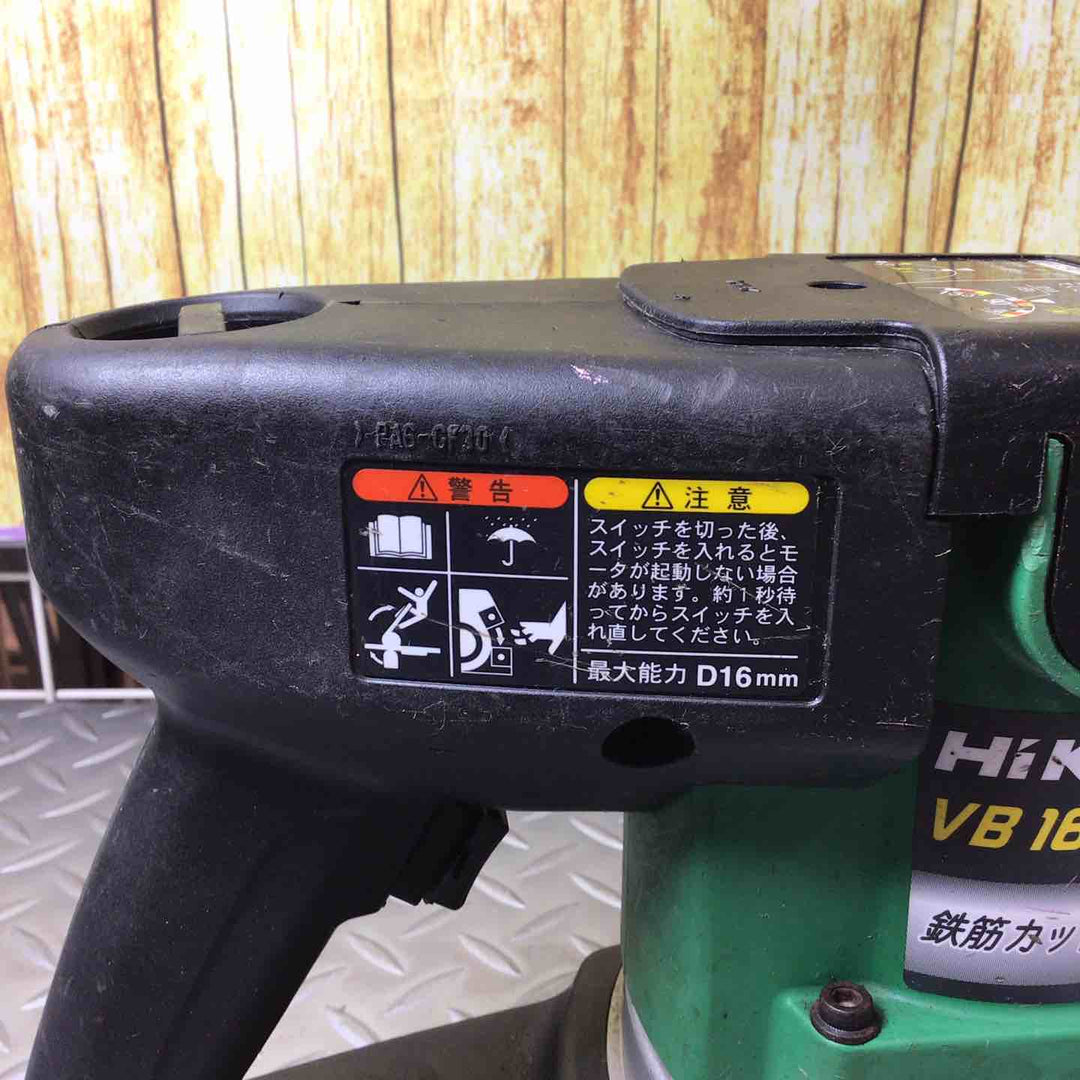 >PA6-GF30<
警告
注意
スイッチを切った後、
スイッチを入れるとモ
ータが起動しない場合
があります。約1秒待
ってからスイッチを入
れ直してください。
最大能力 D16mm
HiK
VB 16
鉄筋カッ